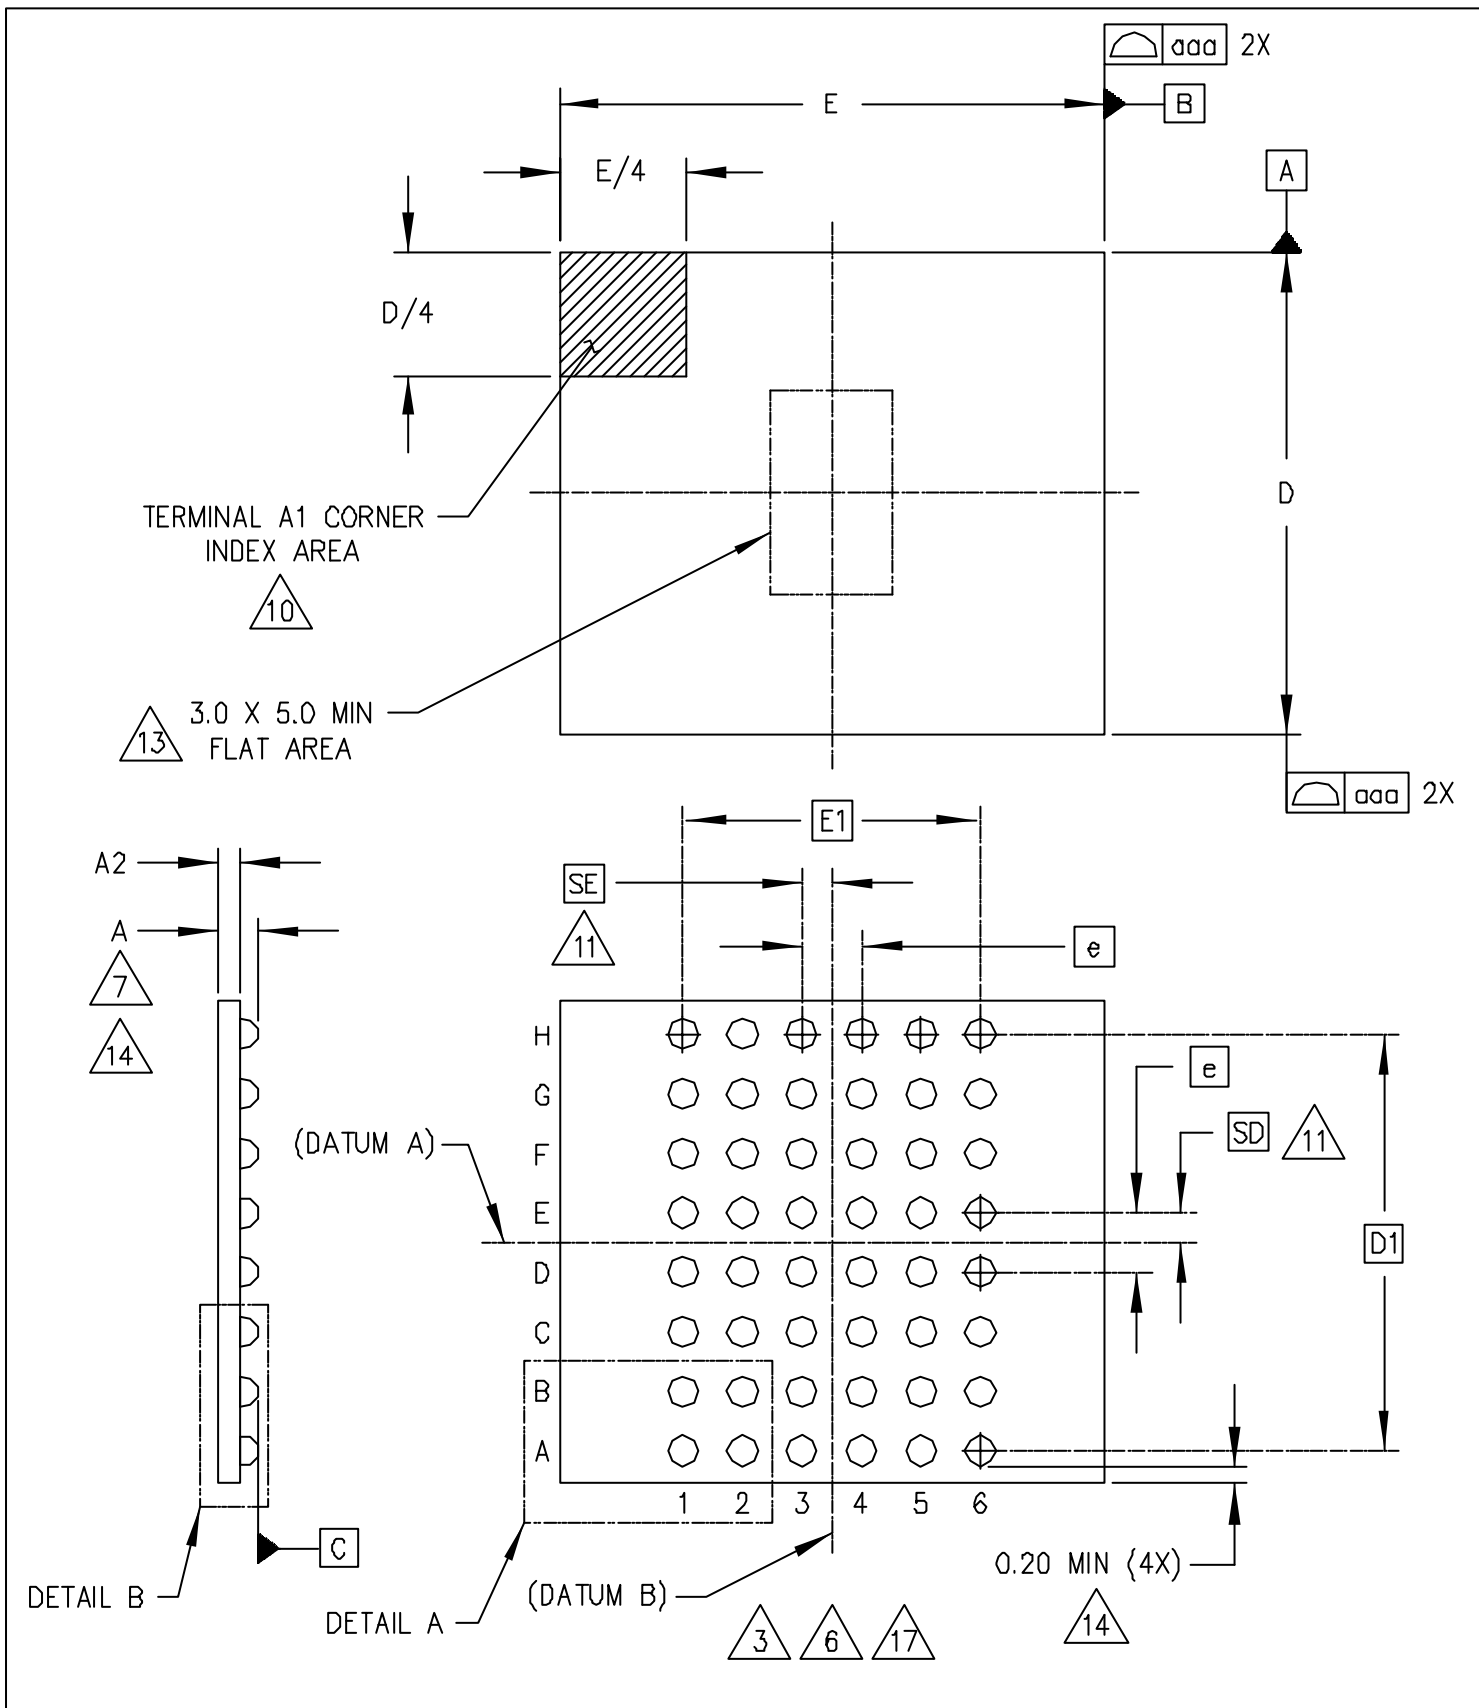 aaa 2X
E
B
E/4
A
D/4
D
TERMINAL A1 CORNER
INDEX AREA
10
3.0 X 5.0 MIN
FLAT AREA
13
aaa 2X
E1
A2
SE
11
A
7
e
14
H
e
G
(DATUM A)
SD
11
F
E
D1
D
C
B
A
1 2 3 4 5 6
C
0.20 MIN (4X)
14
DETAIL B
(DATUM B)
DETAIL A
3 6 17